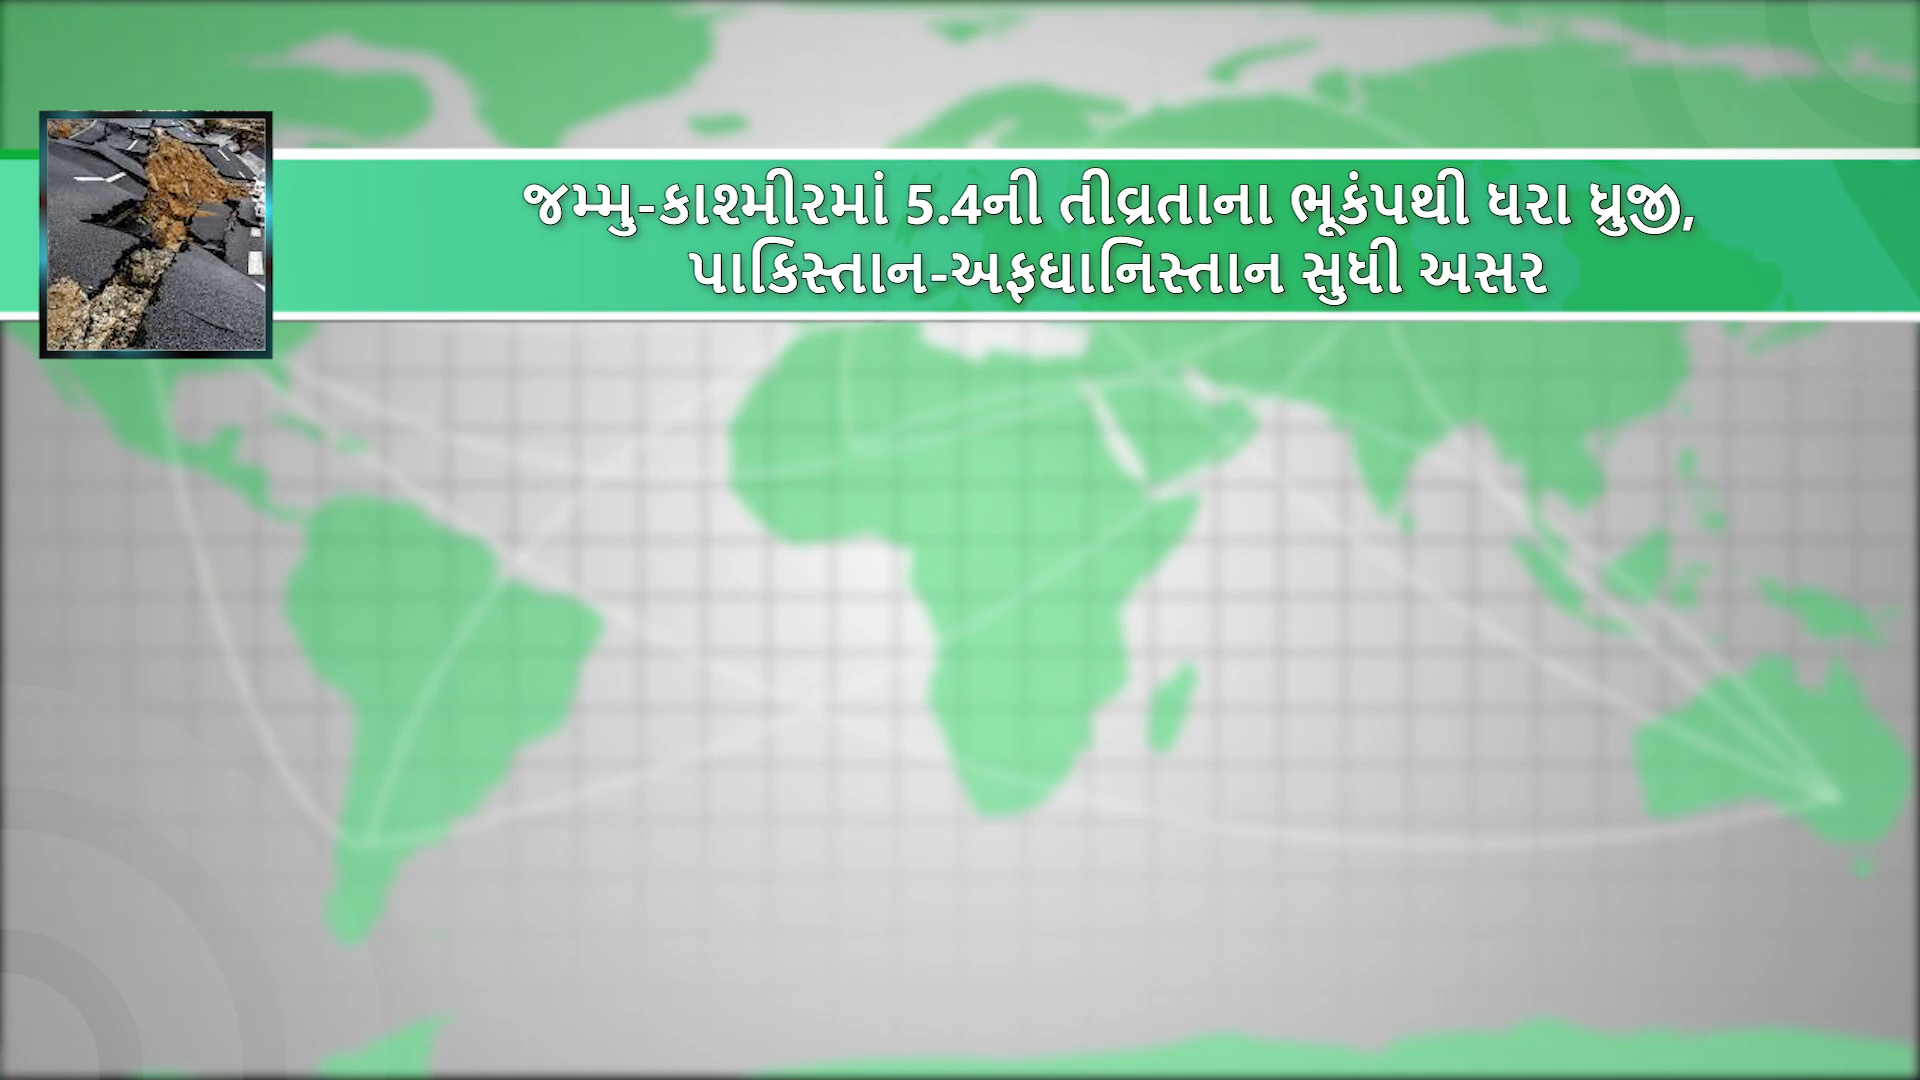 જમ્મુ-કાશ્મીરમાં 5.4ની તીવ્રતાના ભૂકંપથી ધરા ધ્રુજી,
પાકિસ્તાન-અફઘાનિસ્તાન સુધી અસર